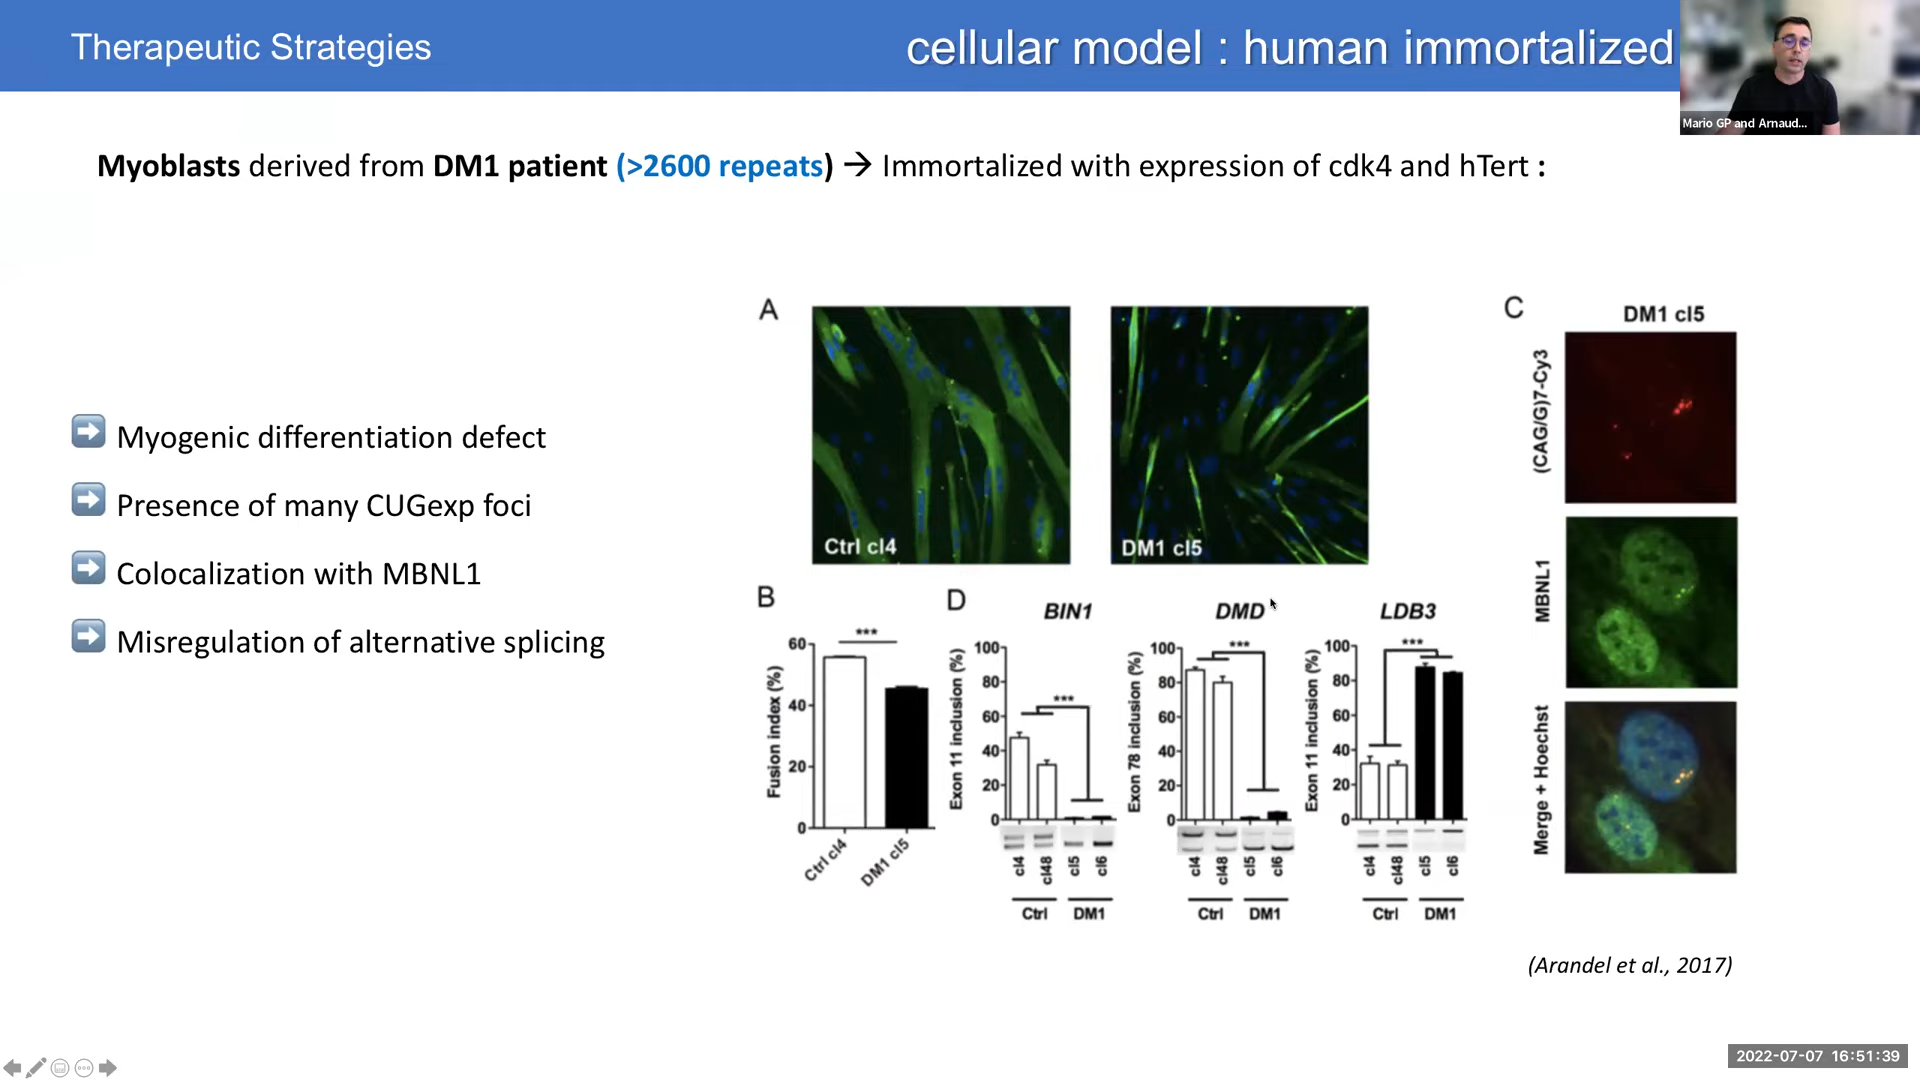 Therapeutic Strategies
cellular model : human immortalized
Mario GP and Arnaud...
Myoblasts derived from DM1 patient (>2600 repeats) → Immortalized with expression of cdk4 and hTert :
Myogenic differentiation defect
Presence of many CUGexp foci
Colocalization with MBNL1
Misregulation of alternative splicing
A
Ctrl cl4
DM1 cl5
B
Fusion index (%)
60
40
20
0
***
Ctrl cl4
DM1 cl5
D
BIN1
Exon 11 inclusion (%)
100
80
60
40
20
0
***
cl4 cl48 cl5 cl6
Ctrl DM1
DMD
Exon 78 inclusion (%)
100
80
60
40
20
0
***
cl4 cl48 cl5 cl6
Ctrl DM1
LDB3
Exon 11 inclusion (%)
100
80
60
40
20
0
***
cl4 cl48 cl5 cl6
Ctrl DM1
C
DM1 cl5
(CAG/G)7-Cy3
MBNL1
Merge + Hoechst
(Arandel et al., 2017)
2022-07-07 16:51:39